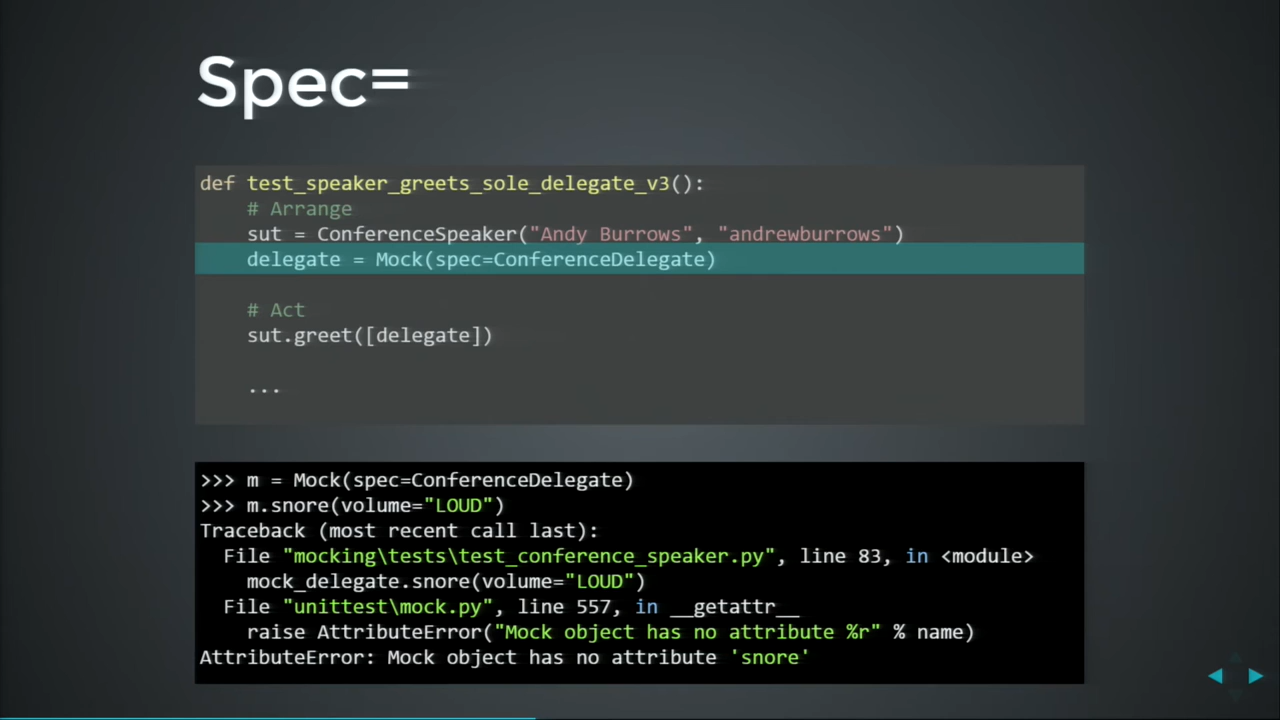 Spec=
def test_speaker_greets_sole_delegate_v3():
    # Arrange
    sut = ConferenceSpeaker("Andy Burrows", "andrewburrows")
    delegate = Mock(spec=ConferenceDelegate)
    # Act
    sut.greet([delegate])
    ...
>>> m = Mock(spec=ConferenceDelegate)
>>> m.snore(volume="LOUD")
Traceback (most recent call last):
  File "mocking\tests\test_conference_speaker.py", line 83, in <module>
    mock_delegate.snore(volume="LOUD")
  File "unittest\mock.py", line 557, in __getattr__
    raise AttributeError("Mock object has no attribute %r" % name)
AttributeError: Mock object has no attribute 'snore'